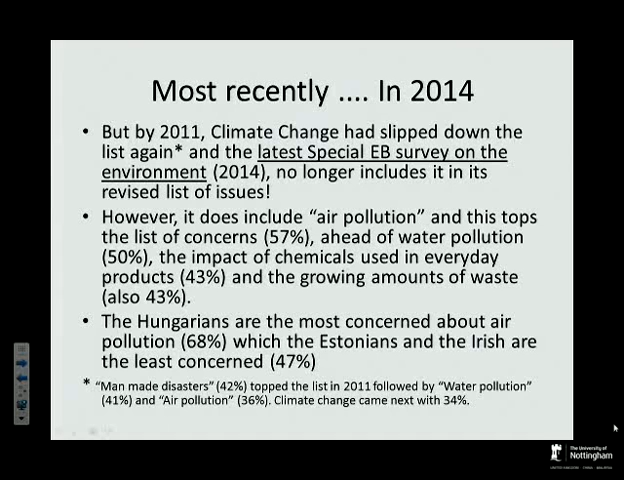 Most recently .... In 2014
• But by 2011, Climate Change had slipped down the
list again* and the latest Special EB survey on the
environment (2014), no longer includes it in its
revised list of issues!
• However, it does include “air pollution” and this tops
the list of concerns (57%), ahead of water pollution
(50%), the impact of chemicals used in everyday
products (43%) and the growing amounts of waste
(also 43%).
• The Hungarians are the most concerned about air
pollution (68%) which the Estonians and the Irish are
the least concerned (47%)
* “Man made disasters” (42%) topped the list in 2011 followed by “Water pollution”
(41%) and “Air pollution” (36%). Climate change came next with 34%.
The University of
Nottingham